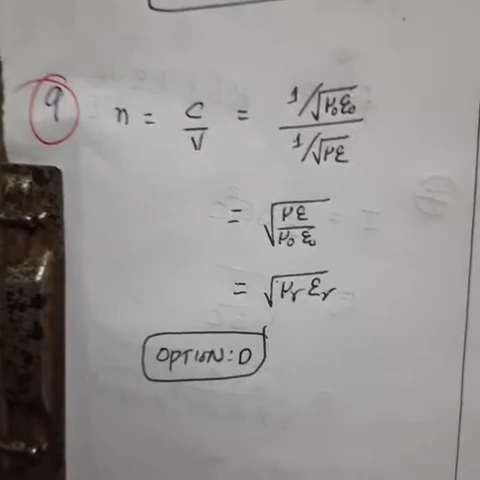 9 n = C/V = (1/√μ₀ε₀)/(1/√με)
= √(με/μ₀ε₀)
= √μᵣεᵣ
OPTION: D